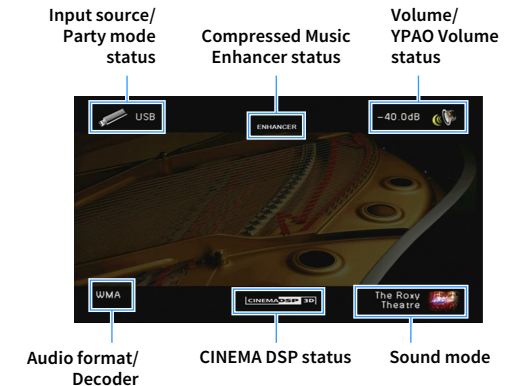 Input source/
Party mode
status
Compressed Music
Enhancer status
Volume/
YPAO Volume
status
USB
ENHANCER
-40.0dB
WMA
CINEMA DSP 3D
The Roxy
Theatre
Audio format/
Decoder
CINEMA DSP status
Sound mode